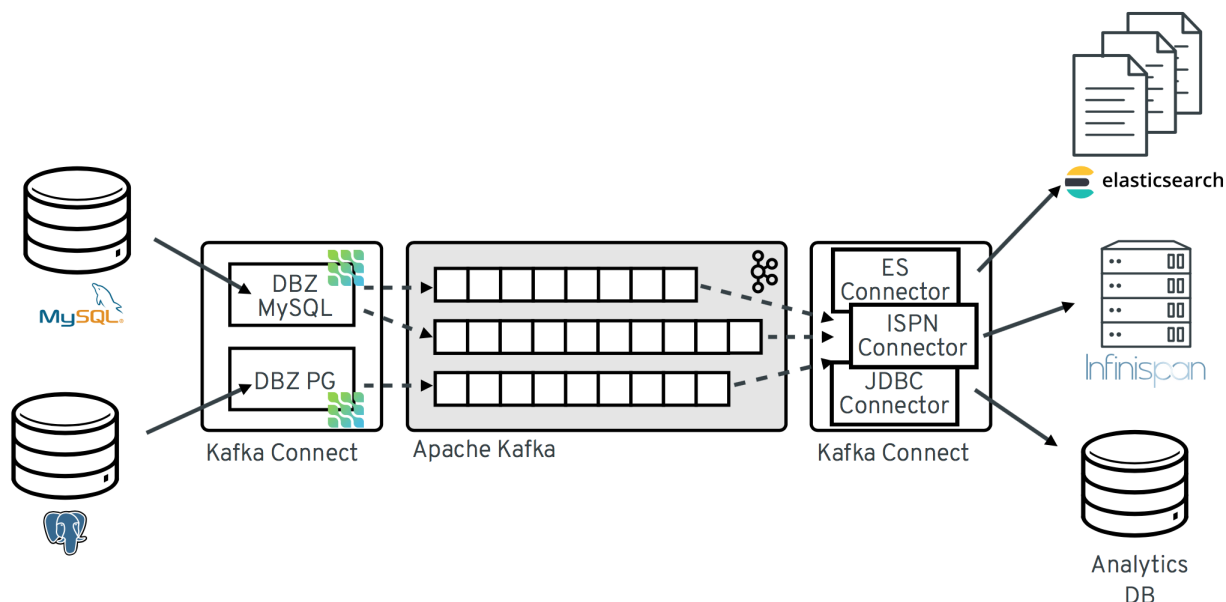 elasticsearch
MySQL®
DBZ
MySQL
DBZ PG
Kafka Connect
Apache Kafka
ES
Connector
ISPN
Connector
JDBC
Connector
Kafka Connect
Infinispan
Analytics
DB